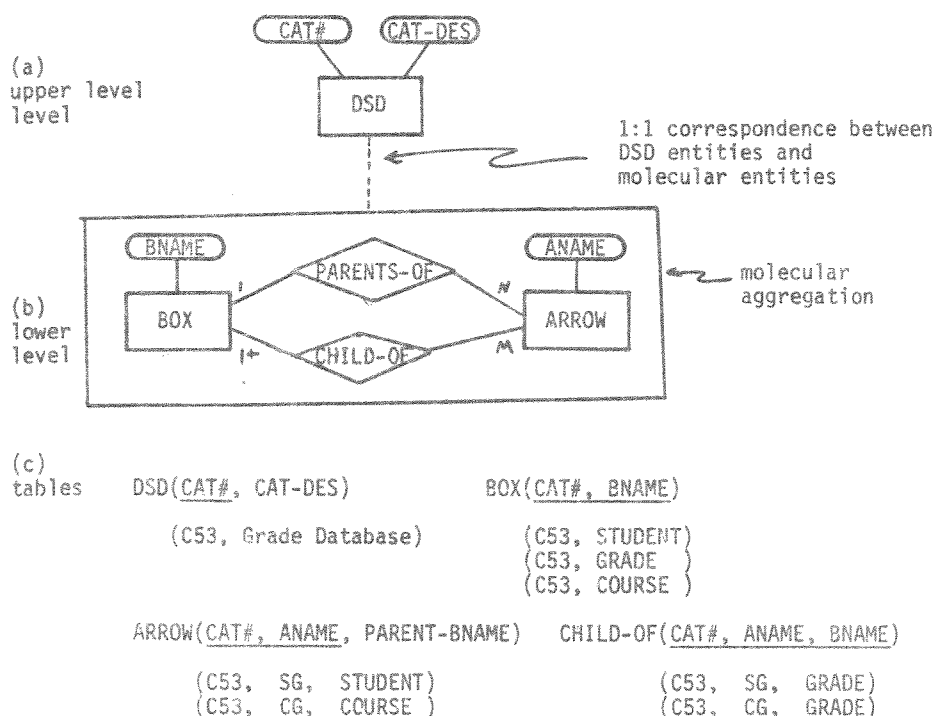 CAT# CAT-DES
(a)
upper level
level
DSD
1:1 correspondence between
DSD entities and
molecular entities
BNAME ANAME
PARENTS-OF
1 N
molecular
aggregation
(b)
lower
level
BOX ARROW
1+ M
CHILD-OF
(c)
tables DSD(CAT#, CAT-DES) BOX(CAT#, BNAME)
(C53, Grade Database) (C53, STUDENT)
(C53, GRADE )
(C53, COURSE )
ARROW(CAT#, ANAME, PARENT-BNAME) CHILD-OF(CAT#, ANAME, BNAME)
(C53, SG, STUDENT) (C53, SG, GRADE)
(C53, CG, COURSE ) (C53, CG, GRADE)